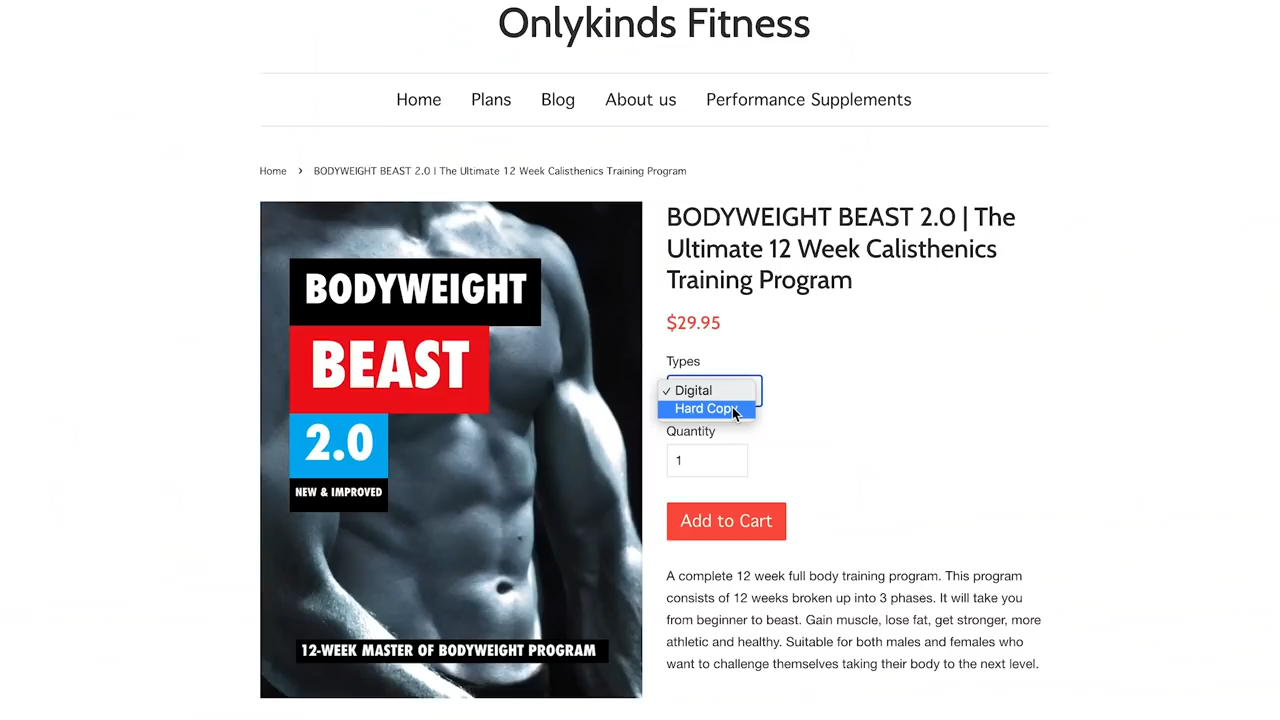 Onlykinds Fitness
Home Plans Blog About us Performance Supplements
Home › BODYWEIGHT BEAST 2.0 | The Ultimate 12 Week Calisthenics Training Program
BODYWEIGHT
BEAST
2.0
NEW & IMPROVED
12-WEEK MASTER OF BODYWEIGHT PROGRAM
BODYWEIGHT BEAST 2.0 | The
Ultimate 12 Week Calisthenics
Training Program
$29.95
Types
✓ Digital
Hard Copy
Quantity
1
Add to Cart
A complete 12 week full body training program. This program
consists of 12 weeks broken up into 3 phases. It will take you
from beginner to beast. Gain muscle, lose fat, get stronger, more
athletic and healthy. Suitable for both males and females who
want to challenge themselves taking their body to the next level.